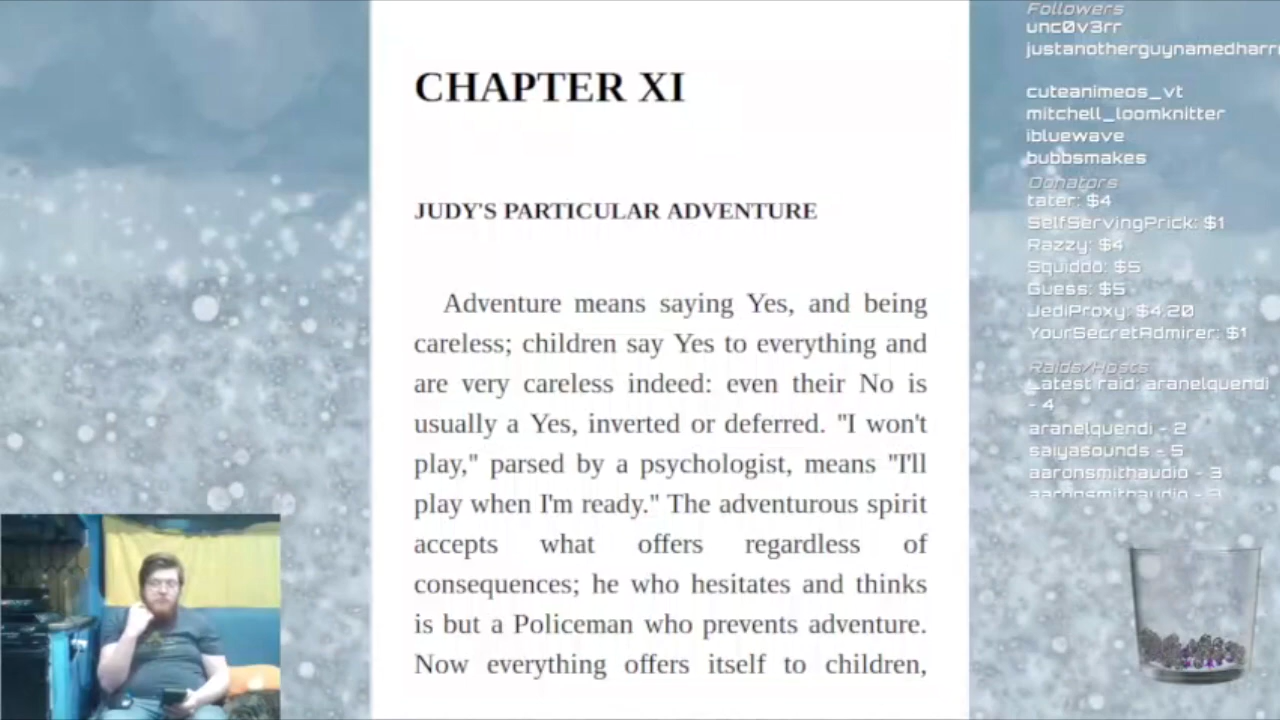 CHAPTER XI
JUDY'S PARTICULAR ADVENTURE
Adventure means saying Yes, and being
careless; children say Yes to everything and
are very careless indeed: even their No is
usually a Yes, inverted or deferred. "I won't
play," parsed by a psychologist, means "I'll
play when I'm ready." The adventurous spirit
accepts what offers regardless of
consequences; he who hesitates and thinks
is but a Policeman who prevents adventure.
Now everything offers itself to children,
Followers
unc0v3rr
justanotherguynamedharr
cuteanimeos_vt
mitchell_loomknitter
ibluewave
bubbsmakes
Donators
tater: $4
SelfServingPrick: $1
Razzy: $4
Squidoo: $5
Guess: $5
JediProxy: $4.20
YourSecretAdmirer: $1
Raids/Hosts
Latest raid: aranelquendi
- 4
aranelquendi - 2
saiyasounds - 5
aaronsmithaudio - 3
aaronsmithaudio - 3